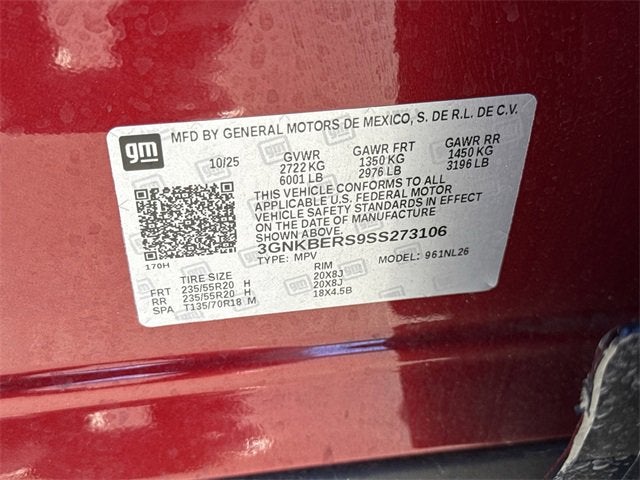 gm MFD BY GENERAL MOTORS DE MEXICO, S. DE R.L. DE C.V.
10/25 GVWR GAWR FRT GAWR RR
2722 KG 1350 KG 1450 KG
6001 LB 2976 LB 3196 LB
THIS VEHICLE CONFORMS TO ALL
APPLICABLE U.S. FEDERAL MOTOR
VEHICLE SAFETY STANDARDS IN EFFECT
ON THE DATE OF MANUFACTURE
SHOWN ABOVE.
3GNKBERS9SS273106
170H TYPE: MPV MODEL: 961NL26
TIRE SIZE RIM
FRT 235/55R20 H 20X8J
RR 235/55R20 H 20X8J
SPA T135/70R18 M 18X4.5B